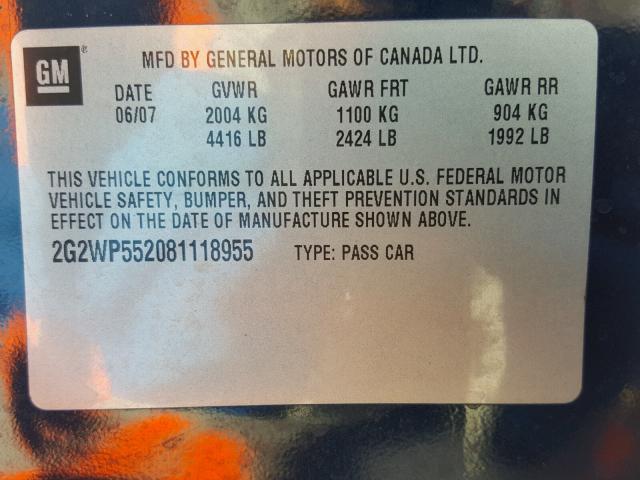 GM ®
MFD BY GENERAL MOTORS OF CANADA LTD.
DATE GVWR GAWR FRT GAWR RR
06/07 2004 KG 1100 KG 904 KG
4416 LB 2424 LB 1992 LB
THIS VEHICLE CONFORMS TO ALL APPLICABLE U.S. FEDERAL MOTOR
VEHICLE SAFETY, BUMPER, AND THEFT PREVENTION STANDARDS IN
EFFECT ON THE DATE OF MANUFACTURE SHOWN ABOVE.
2G2WP552081118955 TYPE: PASS CAR